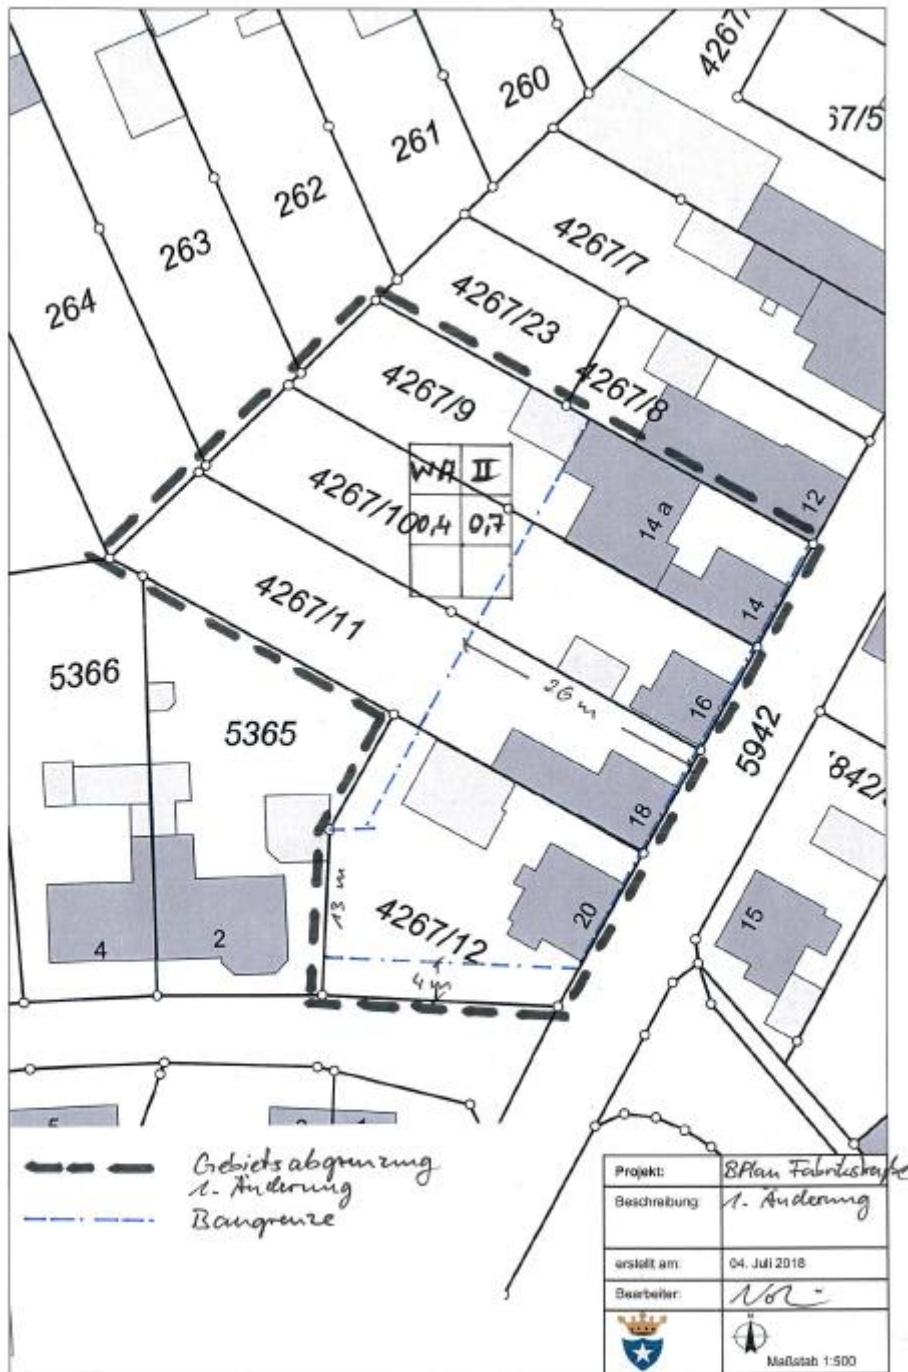 4267/
260
67/5
261
262
4267/7
263
4267/23
264
4267/8
4267/9
WA II
12
4267/10
0,4 0,7
14 a
4267/11
14
5366
26 m
16
5365
5942
842/
18
13 m
20
4267/12
15
4 2
4 m
5
Gebietsabgrenzung
1. Änderung
Baugrenze
Projekt: BPlan Fabrikstraße
Beschreibung: 1. Änderung
erstellt am: 04. Juli 2018
Bearbeiter:
N
Maßstab 1:500